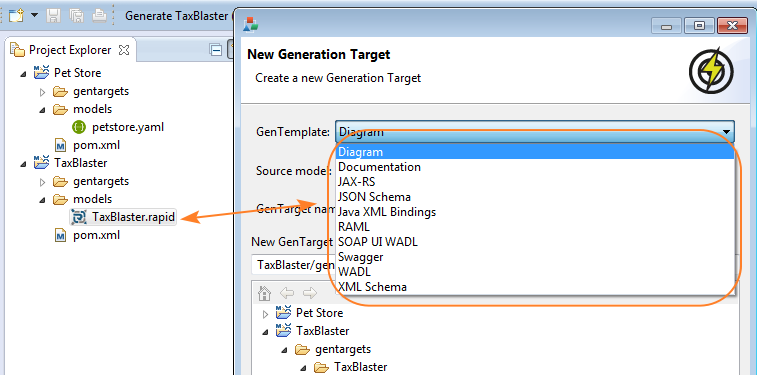 Generate TaxBlaster
Project Explorer
Pet Store
gentargets
models
petstore.yaml
pom.xml
TaxBlaster
gentargets
models
TaxBlaster.rapid
pom.xml
New Generation Target
Create a new Generation Target
GenTemplate: Diagram
Diagram
Documentation
JAX-RS
JSON Schema
Java XML Bindings
RAML
SOAP UI WADL
Swagger
WADL
XML Schema
Source model:
GenTarget nam
New GenTarget
TaxBlaster/gen
Pet Store
TaxBlaster
gentargets
TaxBlaster